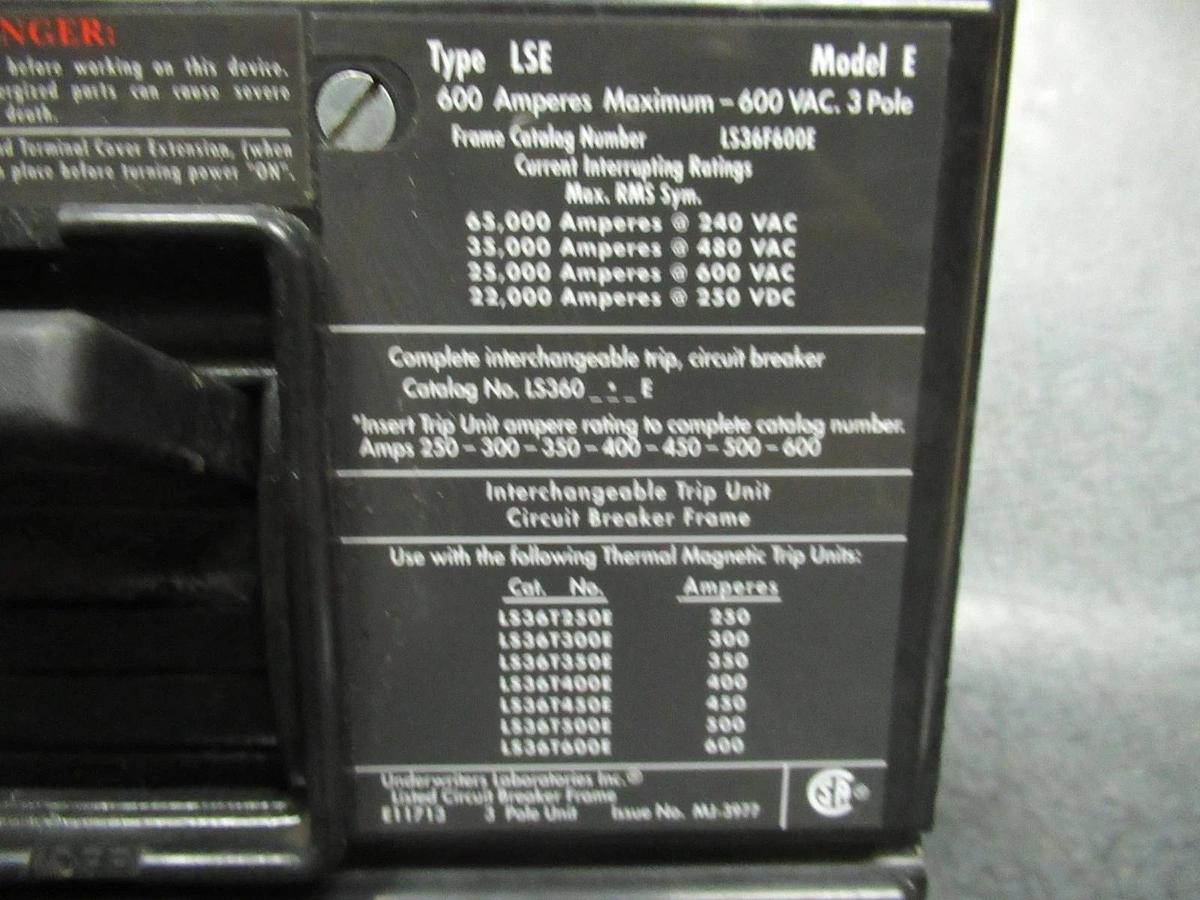 NGER:
before working on this device.
ergized parts can cause severe
death.
d Terminal Cover Extension, (when
place before turning power "ON".
Type LSE Model E
600 Amperes Maximum – 600 VAC. 3 Pole
Frame Catalog Number LS36F600E
Current Interrupting Ratings
Max. RMS Sym.
65,000 Amperes @ 240 VAC
35,000 Amperes @ 480 VAC
25,000 Amperes @ 600 VAC
22,000 Amperes @ 250 VDC
Complete interchangeable trip, circuit breaker
Catalog No. LS360 _ * _ E
*Insert Trip Unit ampere rating to complete catalog number.
Amps 250 – 300 – 350 – 400 – 450 – 500 – 600
Interchangeable Trip Unit
Circuit Breaker Frame
Use with the following Thermal Magnetic Trip Units:
Cat. No. Amperes
LS36T250E 250
LS36T300E 300
LS36T350E 350
LS36T400E 400
LS36T450E 450
LS36T500E 500
LS36T600E 600
Underwriters Laboratories Inc.®
Listed Circuit Breaker Frame
E11713 3 Pole Unit Issue No. MJ-3977